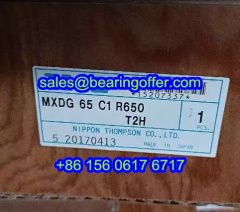 sales@bearingoffer.com
*5207337*
MXDG 65 C1 R650
T2H
1
PCS.
NIPPON THOMPSON CO.,LTD.
5 20170413
MADE IN JAPAN
+86 156 0617 6717